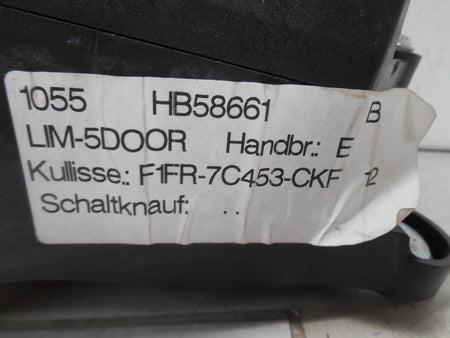 1055 HB58661 B
LIM-5DOOR Handbr.: E
Kullisse.: F1FR-7C453-CKF 12
Schaltknauf: . .